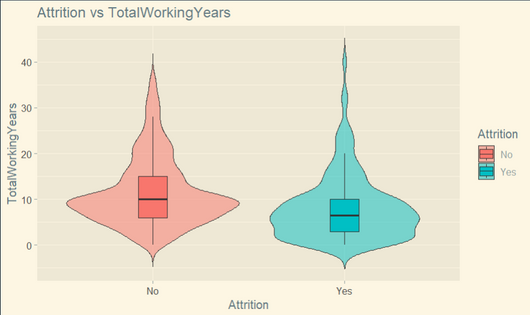 Attrition vs TotalWorkingYears
TotalWorkingYears
40
30
20
10
0
No
Yes
Attrition
Attrition
No
Yes